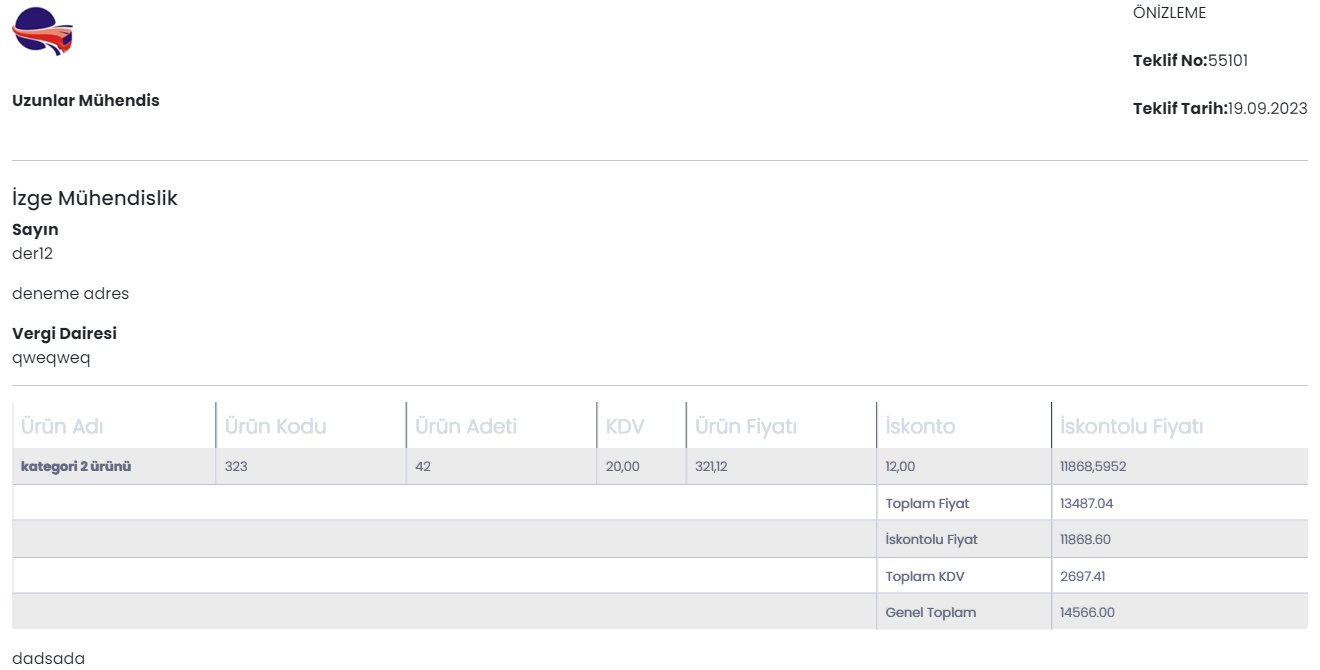 ÖNİZLEME
Teklif No:55101
Uzunlar Mühendis
Teklif Tarih:19.09.2023
İzge Mühendislik
Sayın
der12
deneme adres
Vergi Dairesi
qweqweq
Ürün Adı Ürün Kodu Ürün Adeti KDV Ürün Fiyatı İskonto İskontolu Fiyatı
kategori 2 ürünü 323 42 20,00 321,12 12,00 11868,5952
Toplam Fiyat 13487.04
İskontolu Fiyat 11868.60
Toplam KDV 2697.41
Genel Toplam 14566.00
dadsada